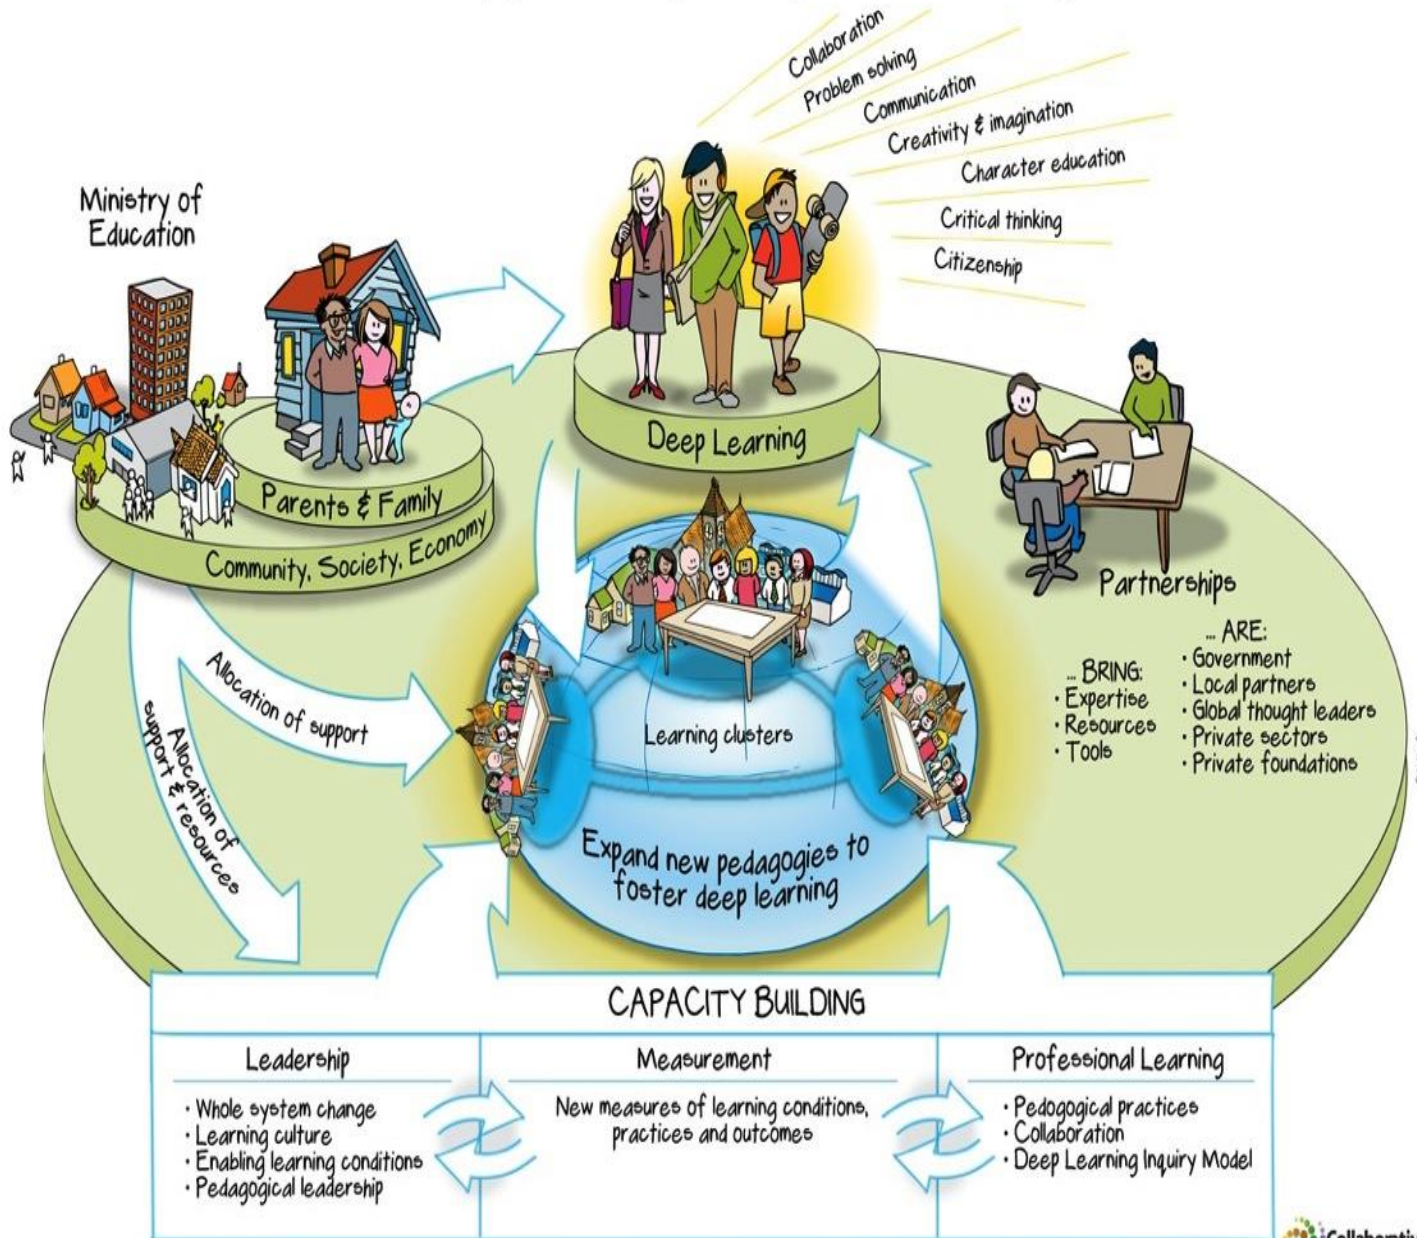 Collaboration
Problem solving
Communication
Creativity & imagination
Character education
Critical thinking
Citizenship
Ministry of
Education
Parents & Family
Community, Society, Economy
Deep Learning
Partnerships
... BRING:
· Expertise
· Resources
· Tools
... ARE:
· Government
· Local partners
· Global thought leaders
· Private sectors
· Private foundations
Allocation of support
Allocation of
support & resources
Learning clusters
Expand new pedagogies to
foster deep learning
CAPACITY BUILDING
Leadership
· Whole system change
· Learning culture
· Enabling learning conditions
· Pedagogical leadership
Measurement
New measures of learning conditions,
practices and outcomes
Professional Learning
· Pedogogical practices
· Collaboration
· Deep Learning Inquiry Model